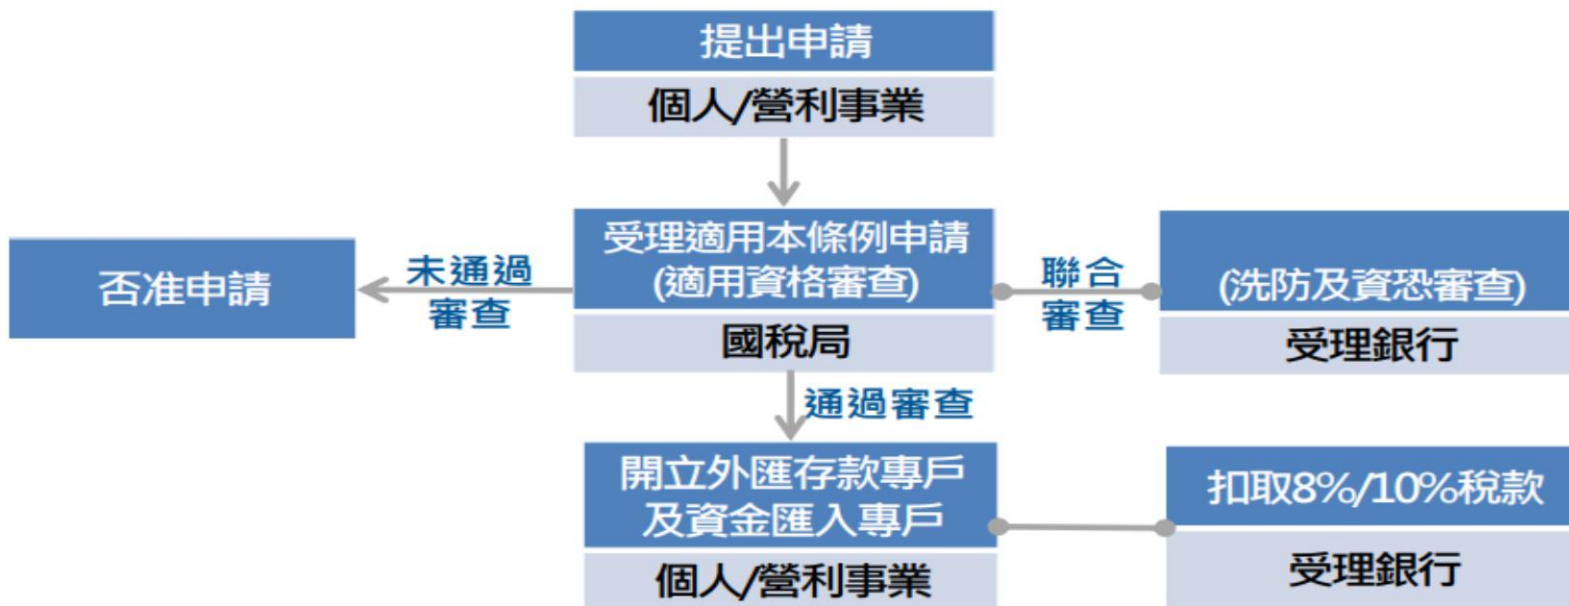 提出申請
個人/營利事業
受理適用本條例申請
(適用資格審查)
國稅局
否准申請
未通過
審查
聯合
審查
(洗防及資恐審查)
受理銀行
通過審查
開立外匯存款專戶
及資金匯入專戶
個人/營利事業
扣取8%/10%稅款
受理銀行